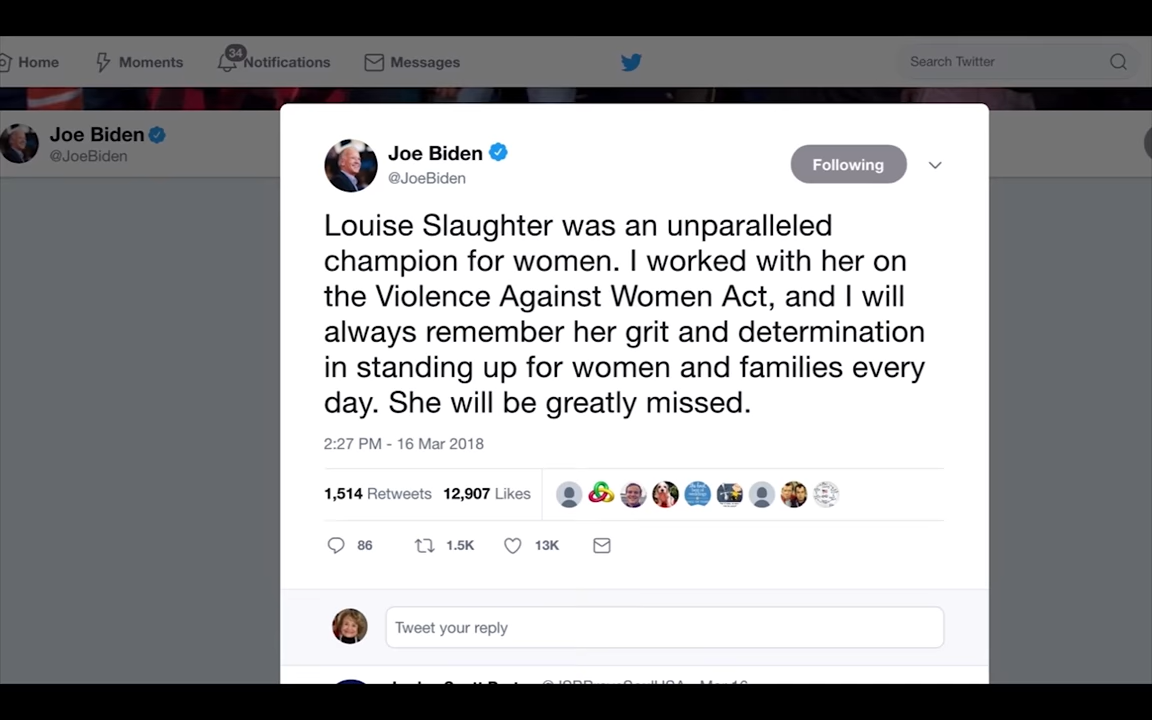 Home Moments 34 Notifications Messages Search Twitter
Joe Biden
@JoeBiden
Joe Biden
@JoeBiden
Following
Louise Slaughter was an unparalleled
champion for women. I worked with her on
the Violence Against Women Act, and I will
always remember her grit and determination
in standing up for women and families every
day. She will be greatly missed.
2:27 PM - 16 Mar 2018
1,514 Retweets 12,907 Likes
86 1.5K 13K
Tweet your reply